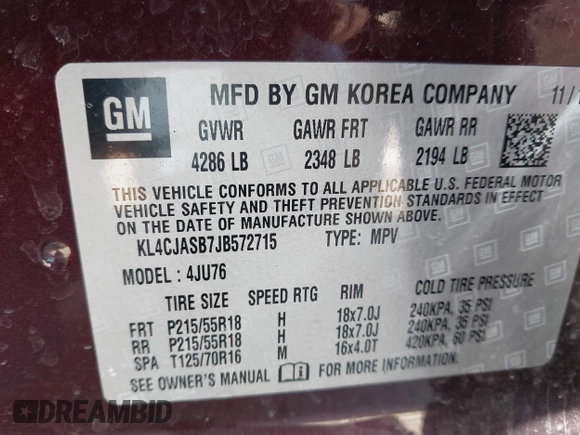 GM MFD BY GM KOREA COMPANY 11 /
GVWR GAWR FRT GAWR RR
4286 LB 2348 LB 2194 LB
THIS VEHICLE CONFORMS TO ALL APPLICABLE U.S. FEDERAL MOTOR
VEHICLE SAFETY AND THEFT PREVENTION STANDARDS IN EFFECT
ON THE DATE OF MANUFACTURE SHOWN ABOVE.
KL4CJASB7JB572715 TYPE: MPV
MODEL : 4JU76
TIRE SIZE SPEED RTG RIM COLD TIRE PRESSURE
FRT P215/55R18 H 18x7.0J 240KPA, 35 PSI
RR P215/55R18 H 18x7.0J 240KPA, 35 PSI
SPA T125/70R16 M 16x4.0T 420KPA, 60 PSI
SEE OWNER'S MANUAL FOR MORE INFORMATION.
DREAMBID